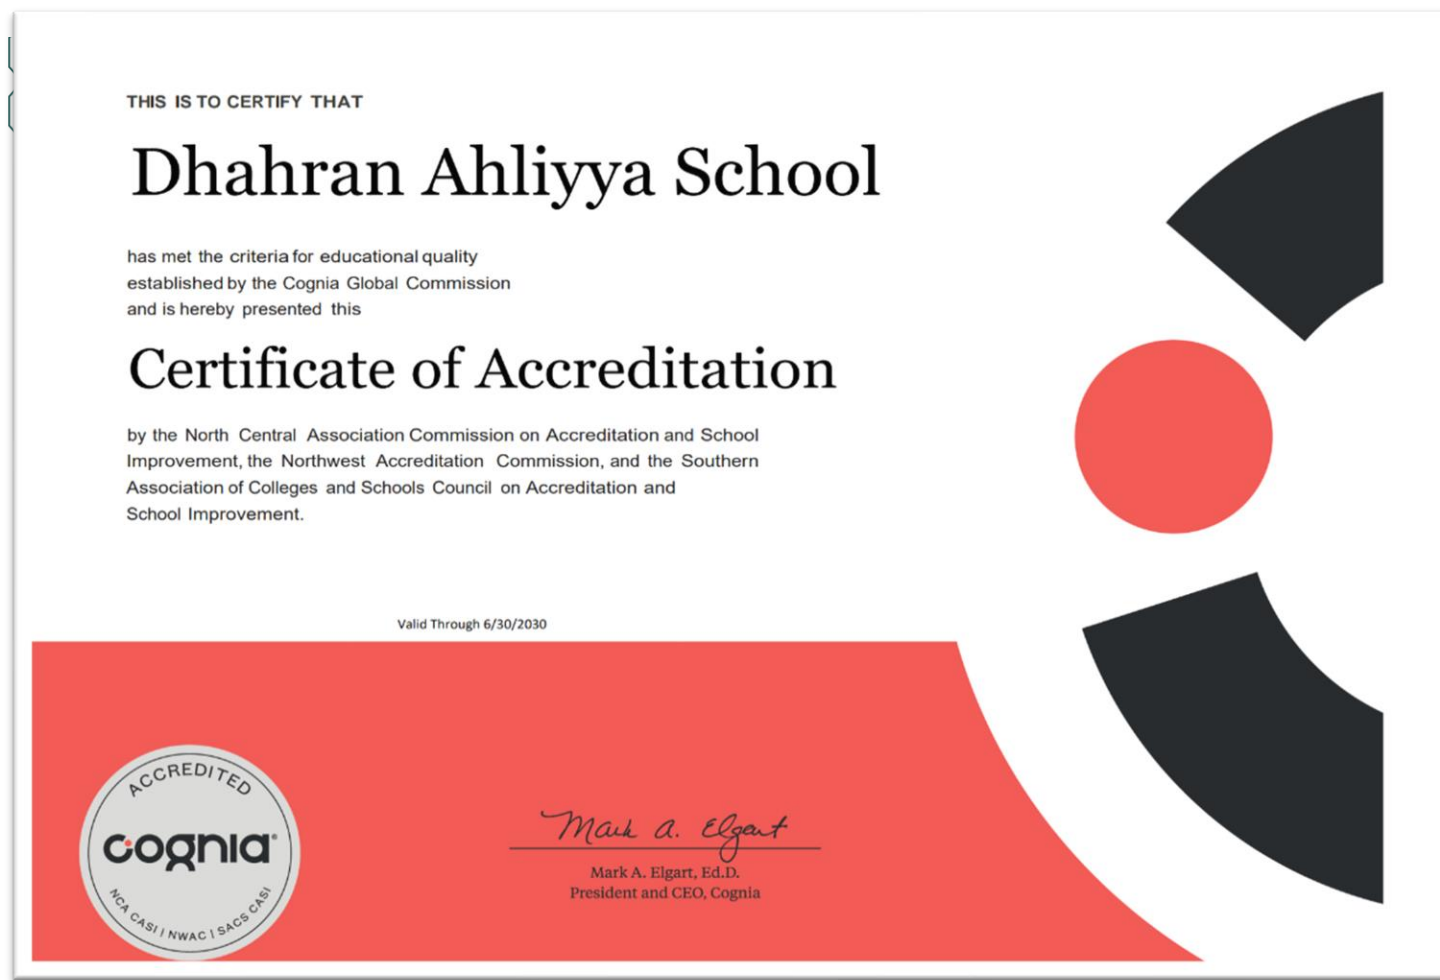 THIS IS TO CERTIFY THAT
Dhahran Ahliyya School
has met the criteria for educational quality
established by the Cognia Global Commission
and is hereby presented this
Certificate of Accreditation
by the North Central Association Commission on Accreditation and School
Improvement, the Northwest Accreditation Commission, and the Southern
Association of Colleges and Schools Council on Accreditation and
School Improvement.
Valid Through 6/30/2030
ACCREDITED
cognia®
NCA CASI | NWAC | SACS CASI
Mark A. Elgart
Mark A. Elgart, Ed.D.
President and CEO, Cognia